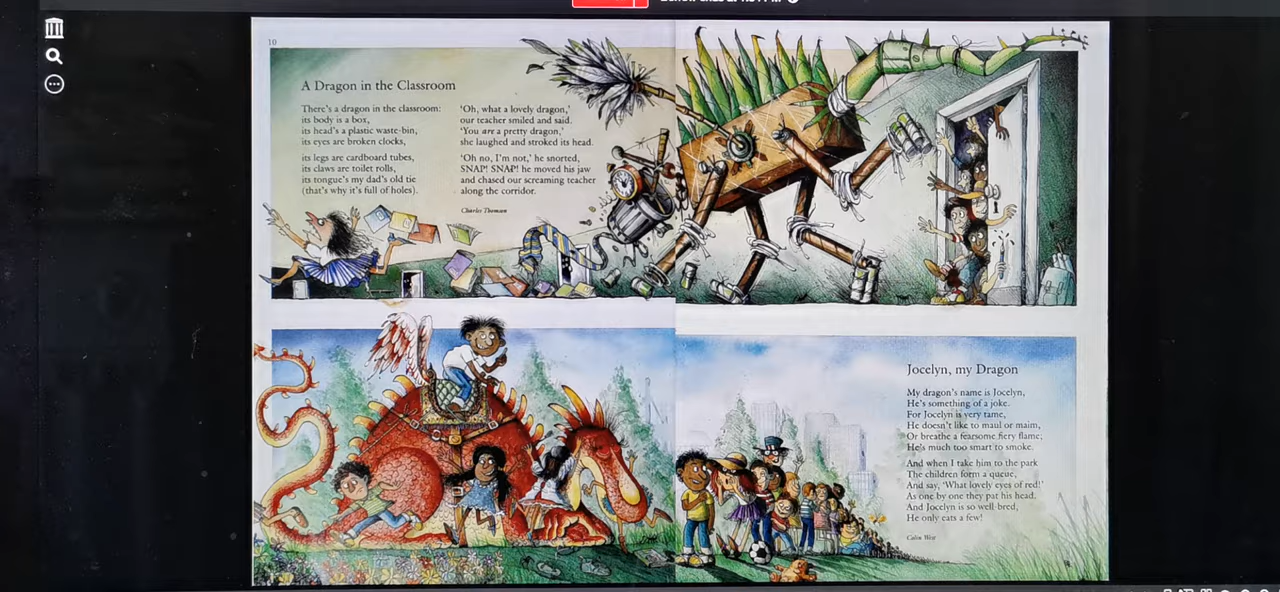 10
A Dragon in the Classroom
There's a dragon in the classroom:
its body is a box,
its head's a plastic waste-bin,
its eyes are broken clocks,
its legs are cardboard tubes,
its claws are toilet rolls,
its tongue's my dad's old tie
(that's why it's full of holes).
'Oh, what a lovely dragon,'
our teacher smiled and said.
'You are a pretty dragon,'
she laughed and stroked its head.
'Oh no, I'm not,' he snorted,
SNAP! SNAP! he moved his jaw
and chased our screaming teacher
along the corridor.
Charles Thomson
Jocelyn, my Dragon
My dragon's name is Jocelyn,
He's something of a joke.
For Jocelyn is very tame,
He doesn't like to maul or maim,
Or breathe a fearsome fiery flame;
He's much too smart to smoke.
And when I take him to the park
The children form a queue,
And say, 'What lovely eyes of red!'
As one by one they pat his head.
And Jocelyn is so well-bred,
He only eats a few!
Colin West